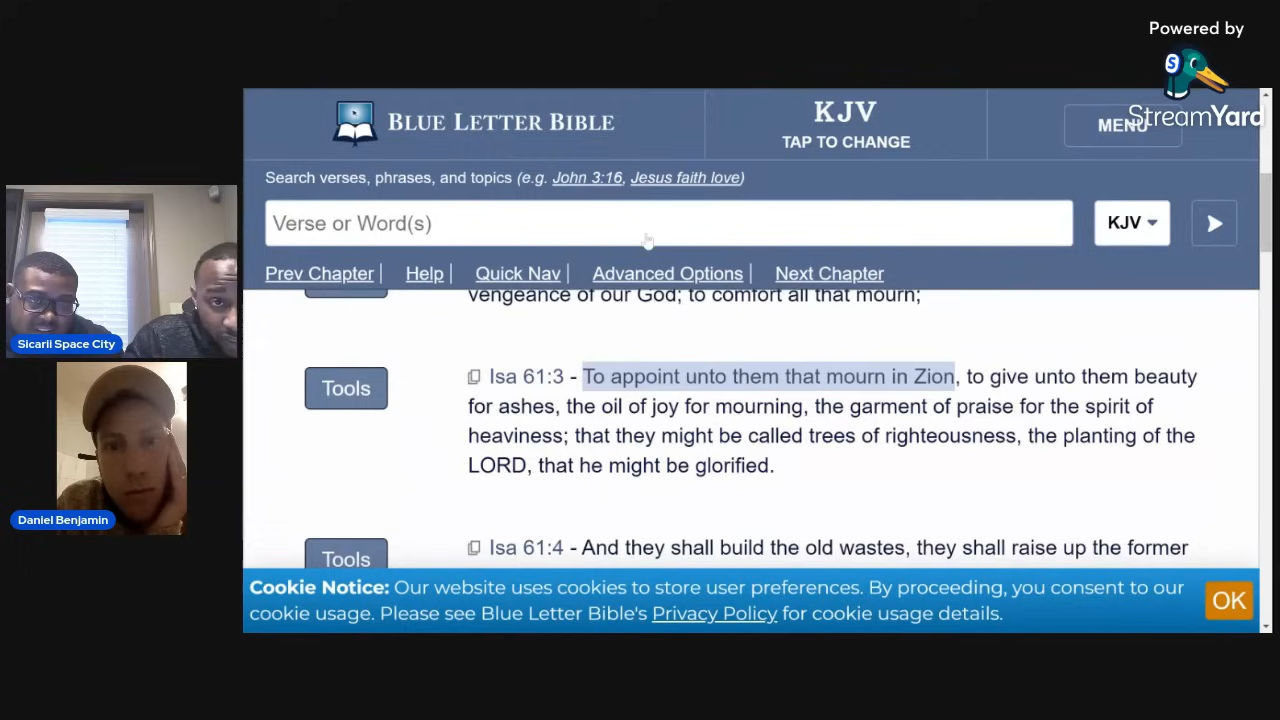 Powered by
StreamYard
BLUE LETTER BIBLE
KJV
TAP TO CHANGE
MENU
Search verses, phrases, and topics (e.g. John 3:16, Jesus faith love)
Verse or Word(s)
KJV
Prev Chapter| Help| Quick Nav| Advanced Options| Next Chapter
vengeance of our God; to comfort all that mourn;
Tools
Isa 61:3 - To appoint unto them that mourn in Zion, to give unto them beauty
for ashes, the oil of joy for mourning, the garment of praise for the spirit of
heaviness; that they might be called trees of righteousness, the planting of the
LORD, that he might be glorified.
Tools
Isa 61:4 - And they shall build the old wastes, they shall raise up the former
Cookie Notice: Our website uses cookies to store user preferences. By proceeding, you consent to our
cookie usage. Please see Blue Letter Bible's Privacy Policy for cookie usage details.
OK
Sicarii Space City
Daniel Benjamin